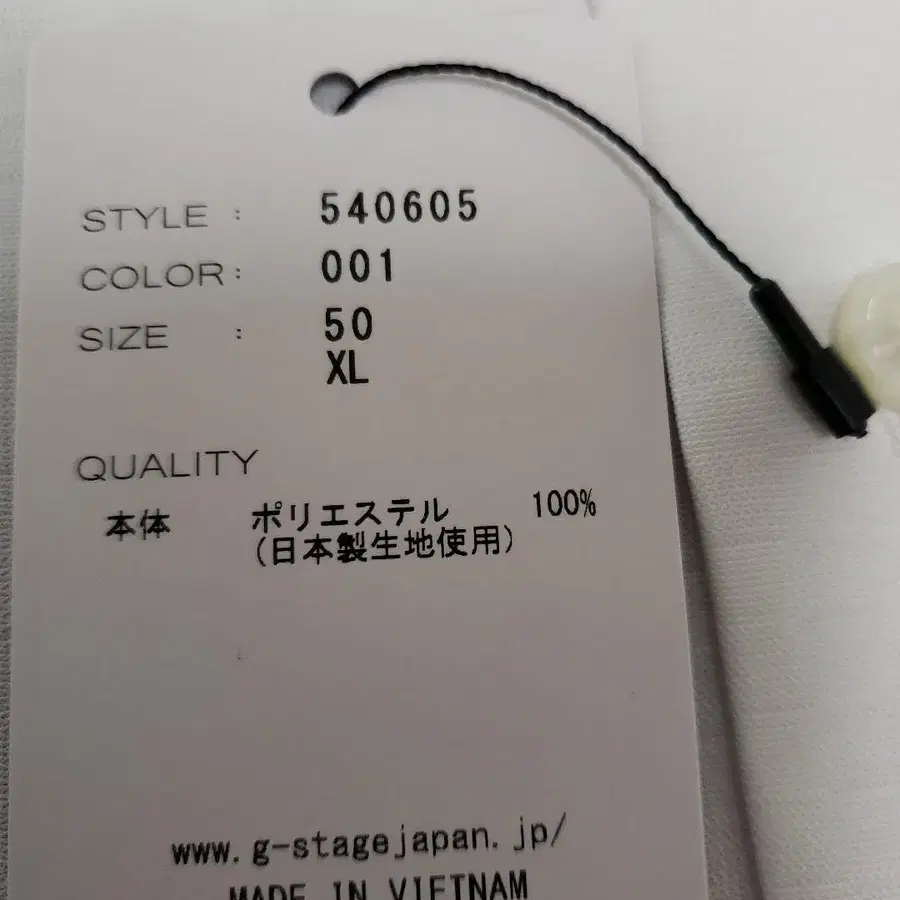 STYLE : 540605
COLOR: 001
SIZE : 50
XL
QUALITY
本体 ポリエステル 100%
(日本製生地使用)
www.g-stagejapan.jp/
MADE IN VIETNAM